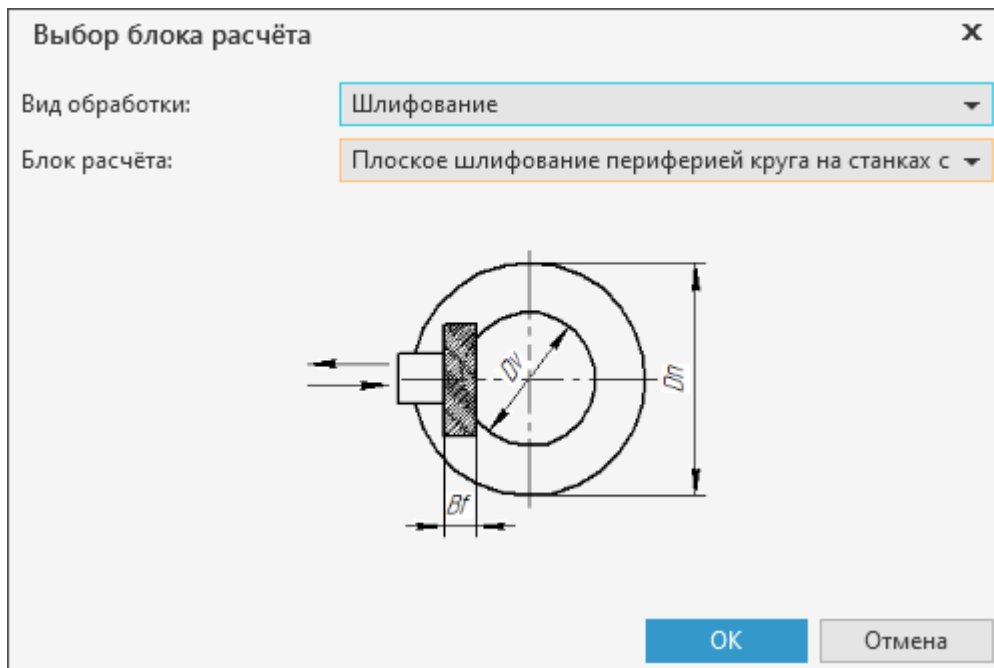 Выбор блока расчёта
Вид обработки:
Шлифование
Блок расчёта:
Плоское шлифование периферией круга на станках с
Dv
Dn
Bf
OK
Отмена